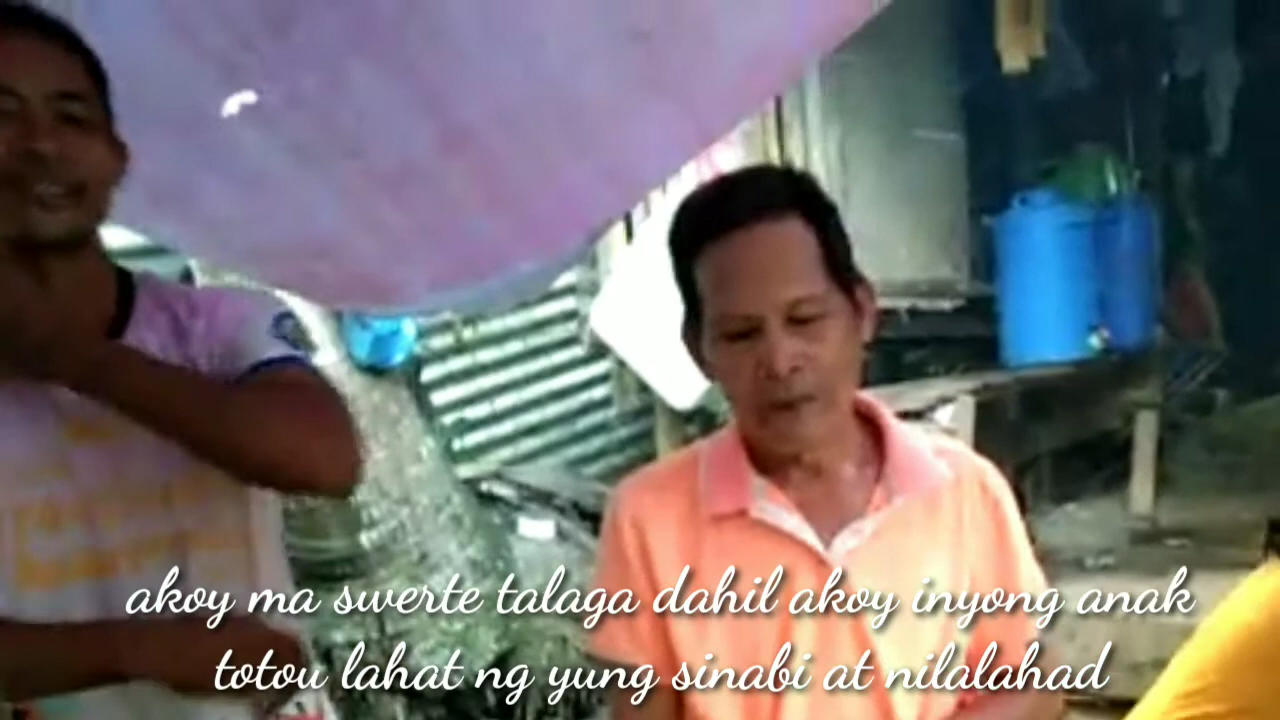 akoy ma swerte talaga dahil akoy inyong anak
totou lahat ng yung sinabi at nilalahad